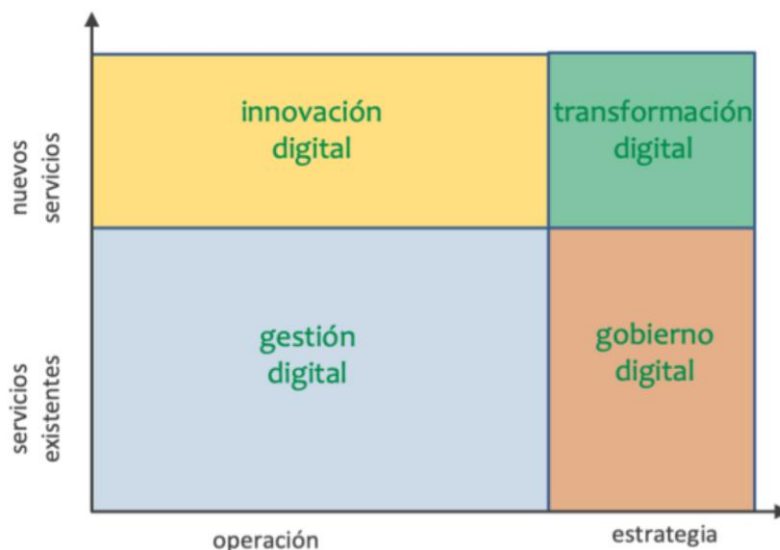 nuevos
servicios
innovación
digital
transformación
digital
servicios
existentes
gestión
digital
gobierno
digital
operación
estrategia